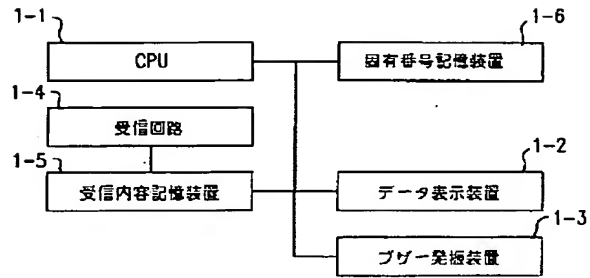 1-1
CPU
1-6
固有番号記憶装置
1-4
受信回路
1-5
受信内容記憶装置
1-2
データ表示装置
1-3
ブザー発振装置